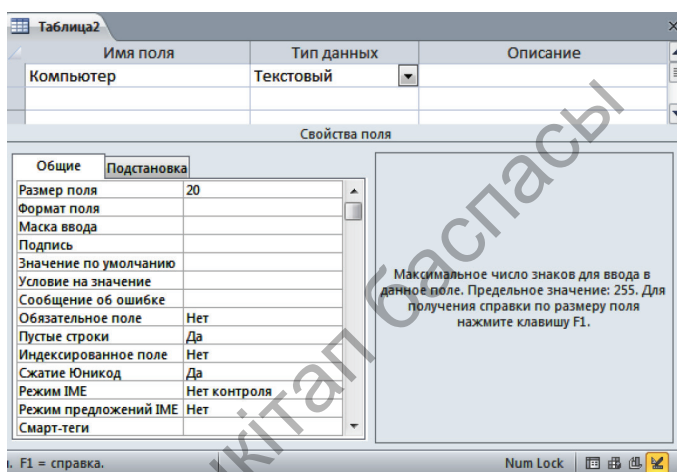 Таблица2
Имя поля Тип данных Описание
Компьютер Текстовый
Свойства поля
Общие Подстановка
Размер поля 20
Формат поля
Маска ввода
Подпись
Значение по умолчанию
Условие на значение
Сообщение об ошибке
Обязательное поле Нет
Пустые строки Да
Индексированное поле Нет
Сжатие Юникод Да
Режим IME Нет контроля
Режим предложений IME Нет
Смарт-теги
Максимальное число знаков для ввода в
данное поле. Предельное значение: 255. Для
получения справки по размеру поля
нажмите клавишу F1.
F1 = справка. Num Lock
баспасы